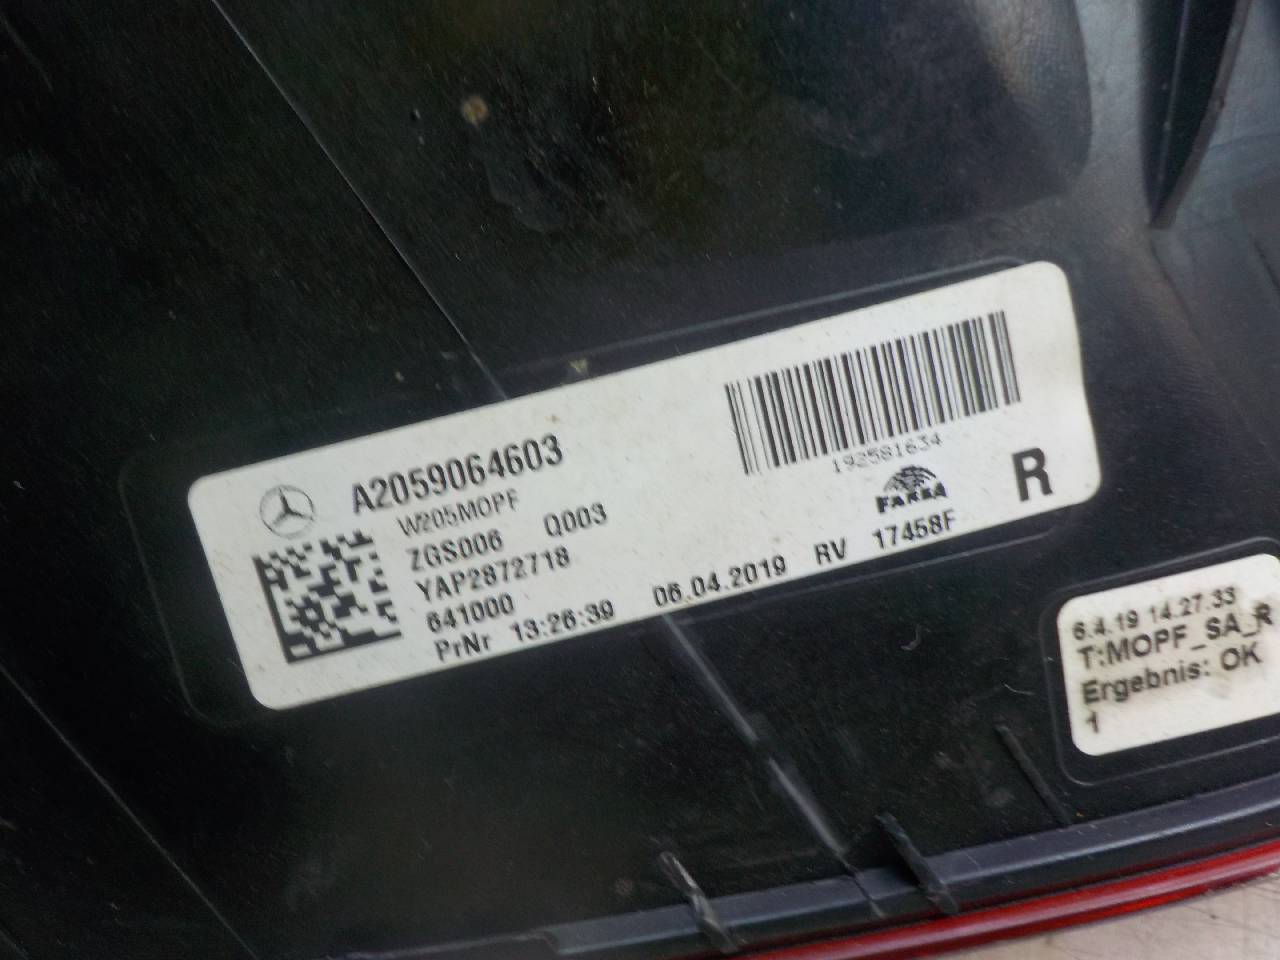 A2059064603
W205MOPF
ZGS006 Q003
YAP2872718
641000
PrNr 13:26:39 06.04.2019 RV 17458F
192581634
FARBA
R
6.4.19 14.27.33
T:MOPF_SA_R
Ergebnis: OK
1